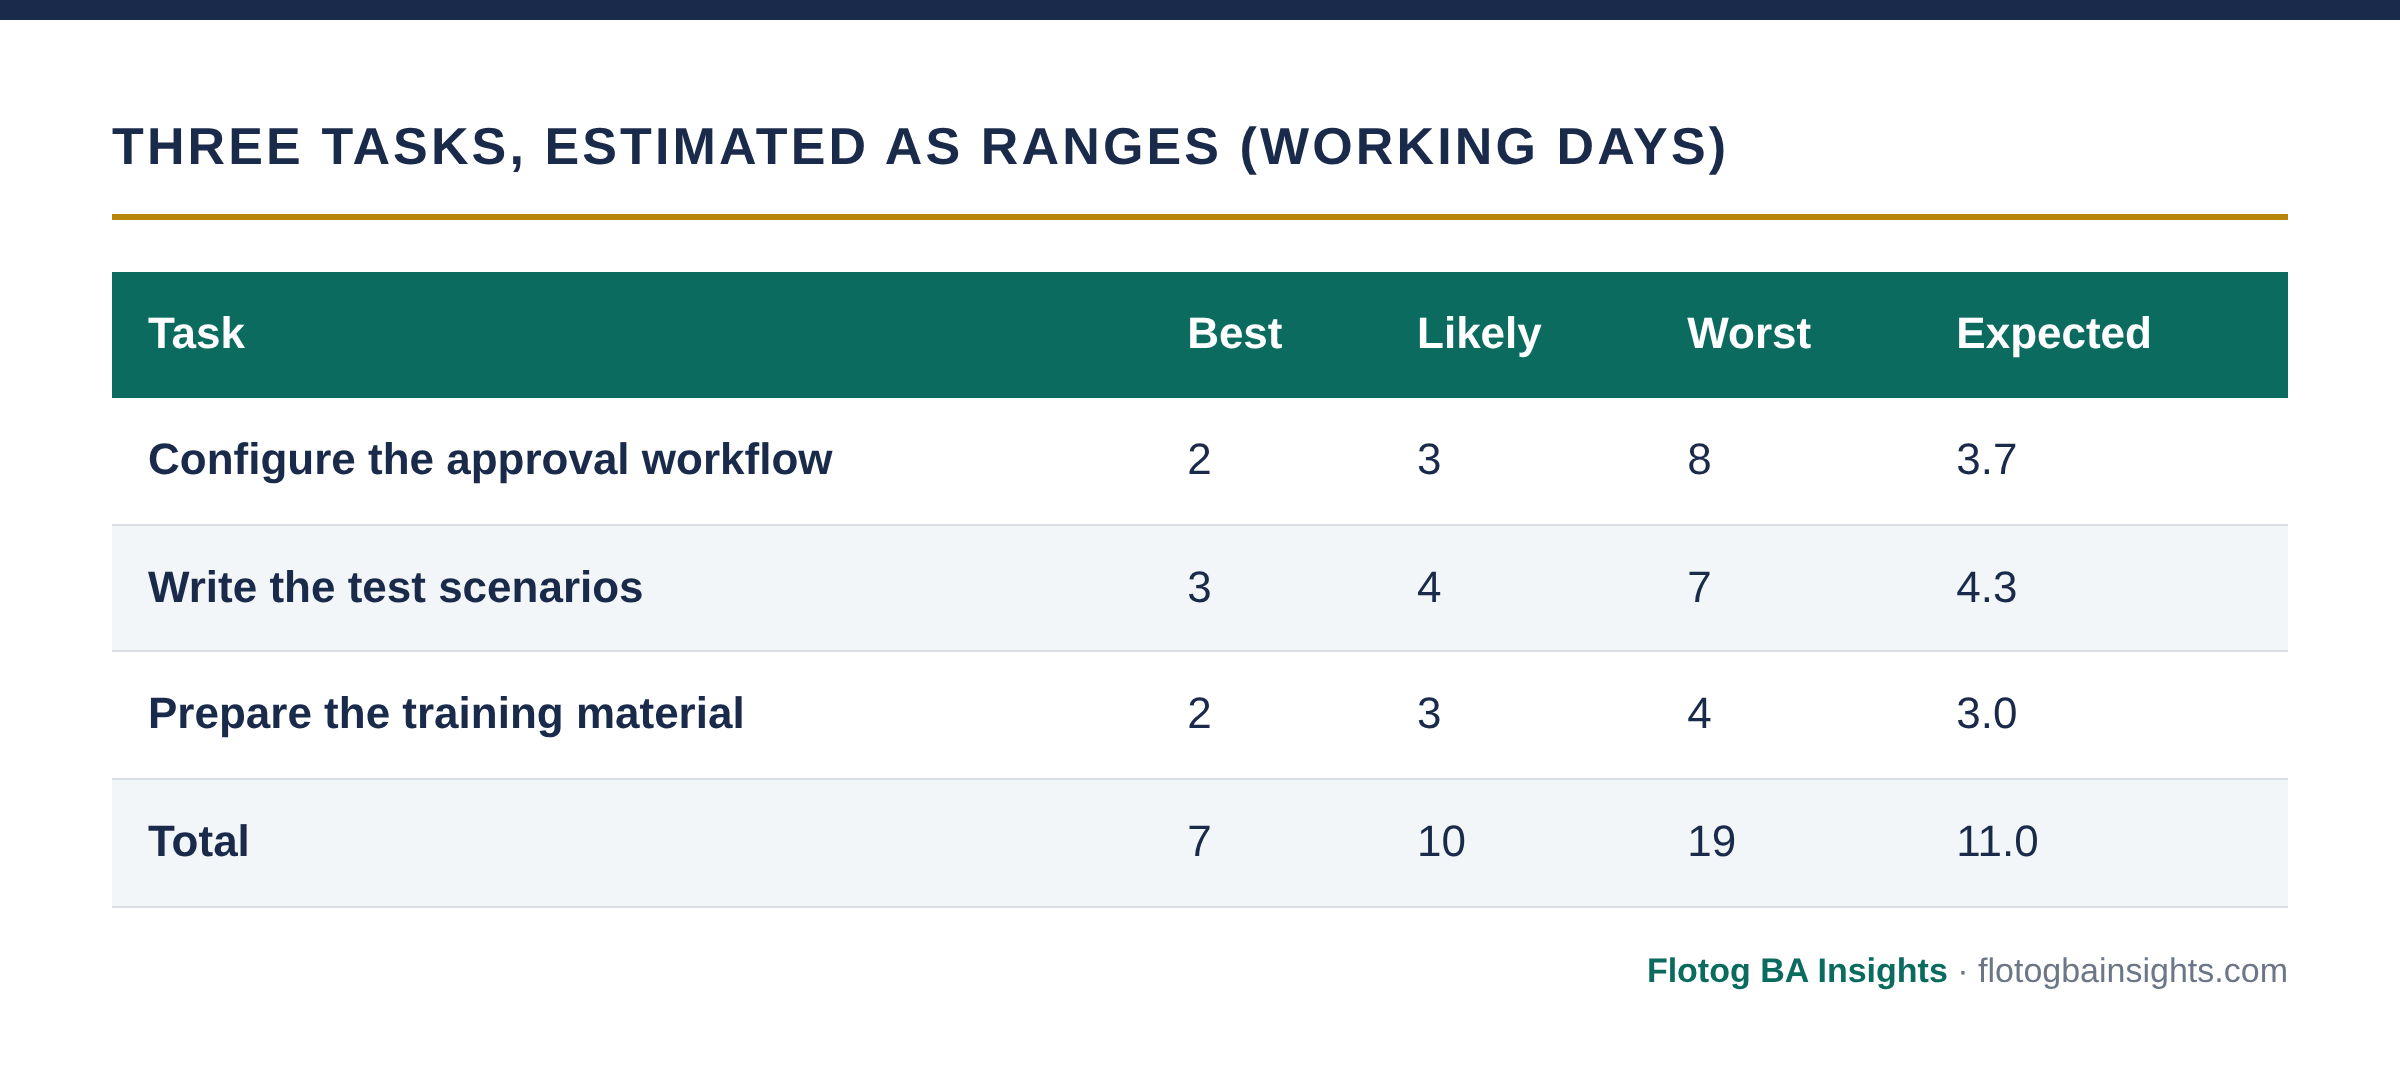 THREE TASKS, ESTIMATED AS RANGES (WORKING DAYS)
Task Best Likely Worst Expected
Configure the approval workflow 2 3 8 3.7
Write the test scenarios 3 4 7 4.3
Prepare the training material 2 3 4 3.0
Total 7 10 19 11.0
Flotog BA Insights · flotogbainsights.com